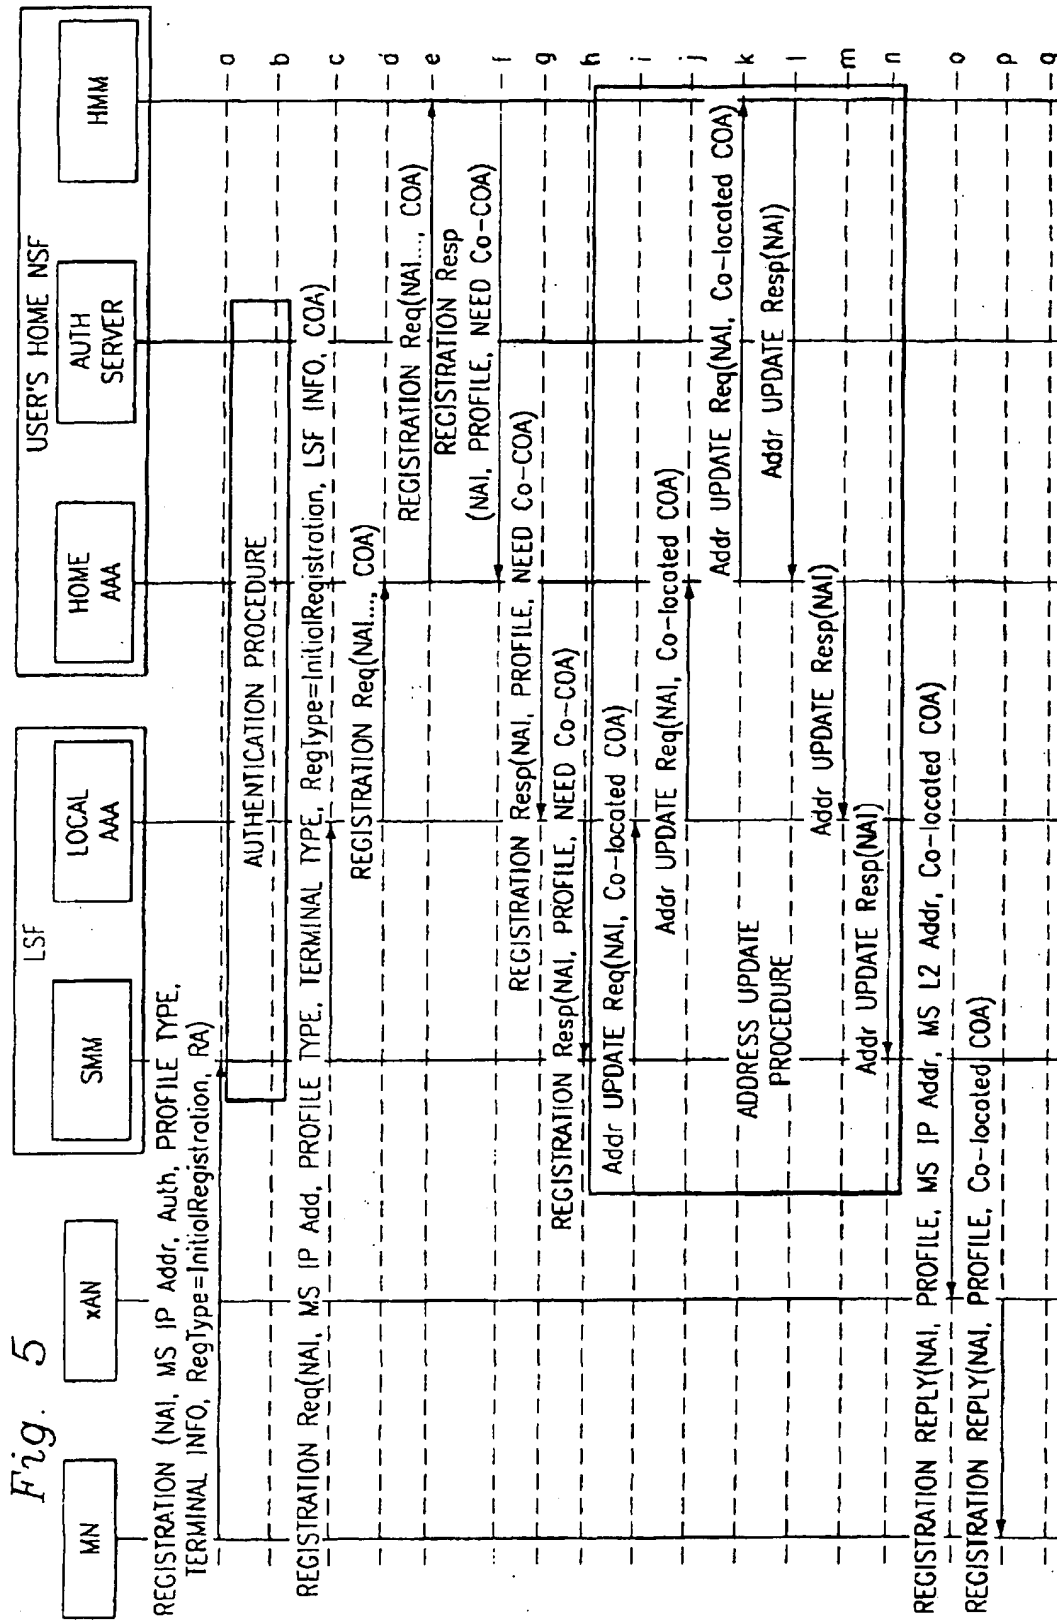 Fig. 5
MN
xAN
LSF
SMM
LOCAL
AAA
USER'S HOME NSF
HOME
AAA
AUTH
SERVER
HMM
REGISTRATION (NAI, MS IP Addr, Auth, PROFILE TYPE,
TERMINAL INFO, RegType=InitialRegistration, RA)
a
AUTHENTICATION PROCEDURE
b
REGISTRATION Req(NAI, MS IP Add, PROFILE TYPE, TERMINAL TYPE, RegType=InitialRegistration, LSF INFO, COA)
c
REGISTRATION Req(NAI..., COA)
d
REGISTRATION Req(NAI..., COA)
e
REGISTRATION Resp
(NAI, PROFILE, NEED Co-COA)
f
REGISTRATION Resp(NAI, PROFILE, NEED Co-COA)
g
REGISTRATION Resp(NAI, PROFILE, NEED Co-COA)
h
Addr UPDATE Req(NAI, Co-located COA)
i
Addr UPDATE Req(NAI, Co-located COA)
j
Addr UPDATE Req(NAI, Co-located COA)
k
ADDRESS UPDATE
PROCEDURE
Addr UPDATE Resp(NAI)
l
Addr UPDATE Resp(NAI)
m
Addr UPDATE Resp(NAI)
n
REGISTRATION REPLY(NAI, PROFILE, MS IP Addr, MS L2 Addr, Co-located COA)
o
REGISTRATION REPLY(NAI, PROFILE, Co-located COA)
p
q